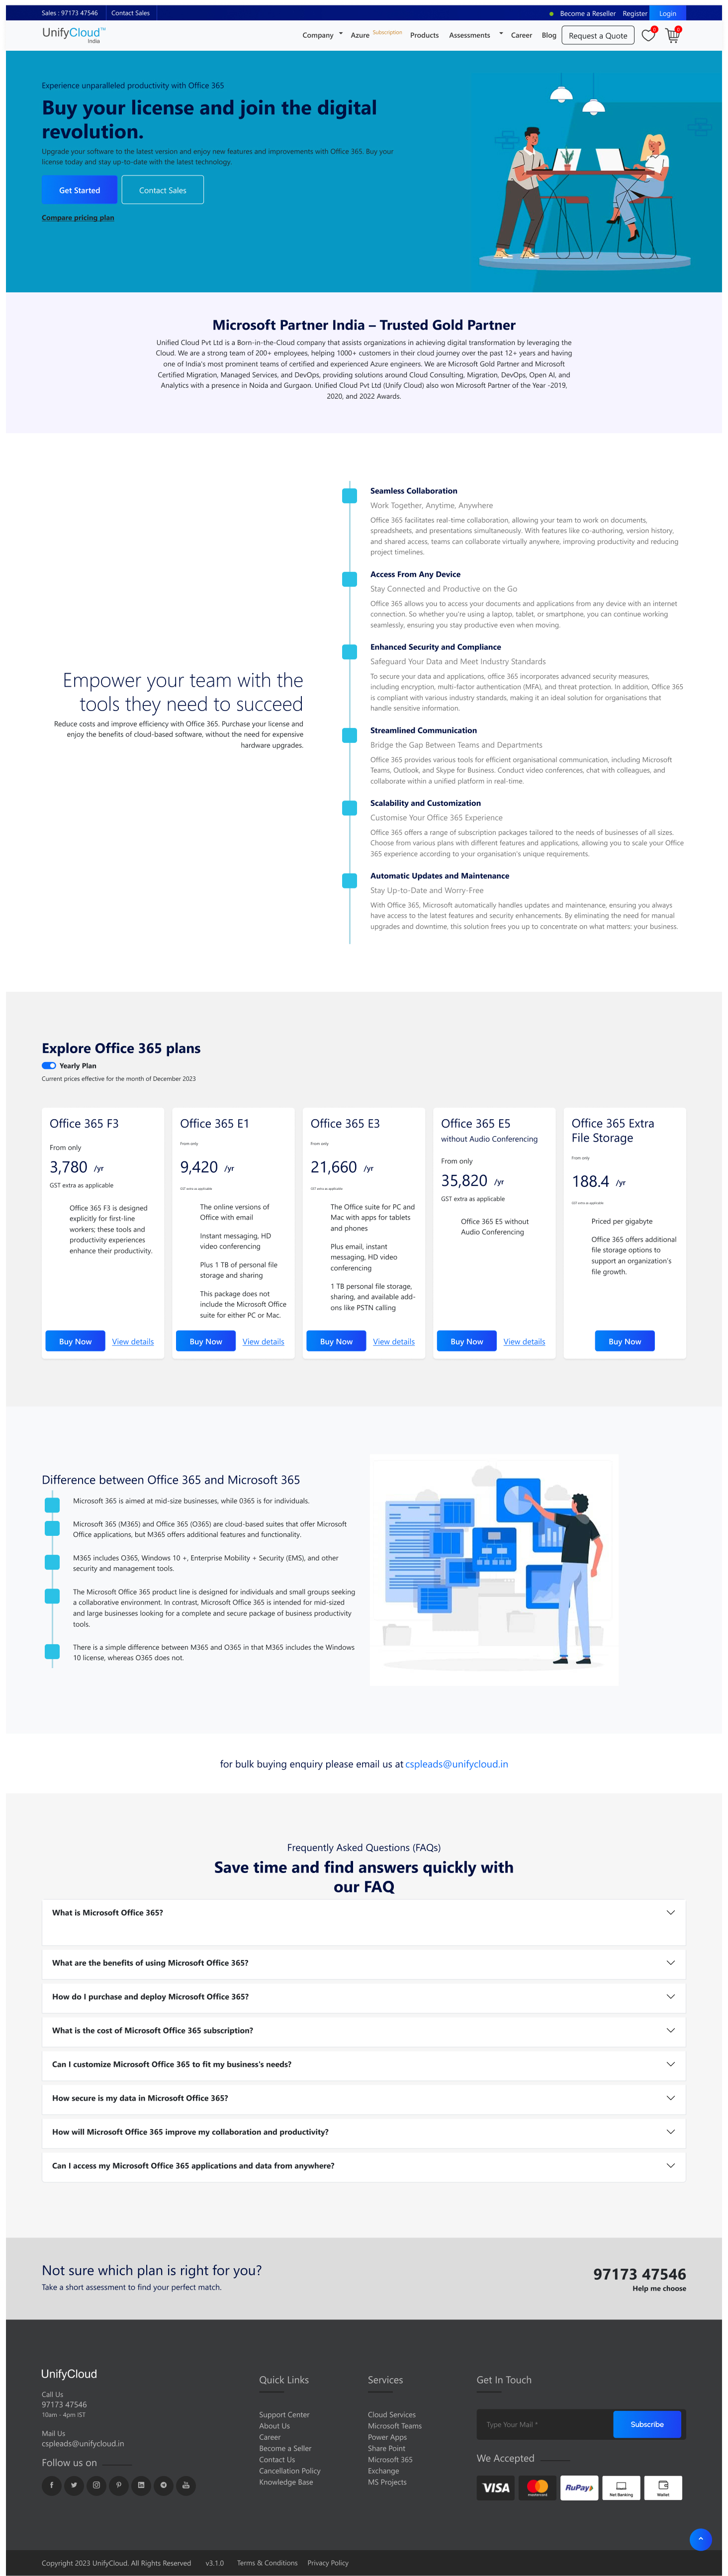 Sales : 97173 47546
Contact Sales
Become a Reseller
Register
Login
UnifyCloud™
India
Company
Azure
Subscription
Products
Assessments
Career
Blog
Request a Quote
0
0
Experience unparalleled productivity with Office 365
Buy your license and join the digital
revolution.
Upgrade your software to the latest version and enjoy new features and improvements with Office 365. Buy your
license today and stay up-to-date with the latest technology.
Get Started
Contact Sales
Compare pricing plan
Microsoft Partner India – Trusted Gold Partner
Unified Cloud Pvt Ltd is a Born-in-the-Cloud company that assists organizations in achieving digital transformation by leveraging the
Cloud. We are a strong team of 200+ employees, helping 1000+ customers in their cloud journey over the past 12+ years and having
one of India's most prominent teams of certified and experienced Azure engineers. We are Microsoft Gold Partner and Microsoft
Certified Migration, Managed Services, and DevOps, providing solutions around Cloud Consulting, Migration, DevOps, Open AI, and
Analytics with a presence in Noida and Gurgaon. Unified Cloud Pvt Ltd (Unify Cloud) also won Microsoft Partner of the Year -2019,
2020, and 2022 Awards.
Empower your team with the
tools they need to succeed
Reduce costs and improve efficiency with Office 365. Purchase your license and
enjoy the benefits of cloud-based software, without the need for expensive
hardware upgrades.
Seamless Collaboration
Work Together, Anytime, Anywhere
Office 365 facilitates real-time collaboration, allowing your team to work on documents,
spreadsheets, and presentations simultaneously. With features like co-authoring, version history,
and shared access, teams can collaborate virtually anywhere, improving productivity and reducing
project timelines.
Access From Any Device
Stay Connected and Productive on the Go
Office 365 allows you to access your documents and applications from any device with an internet
connection. So whether you're using a laptop, tablet, or smartphone, you can continue working
seamlessly, ensuring you stay productive even when moving.
Enhanced Security and Compliance
Safeguard Your Data and Meet Industry Standards
To secure your data and applications, office 365 incorporates advanced security measures,
including encryption, multi-factor authentication (MFA), and threat protection. In addition, Office 365
is compliant with various industry standards, making it an ideal solution for organisations that
handle sensitive information.
Streamlined Communication
Bridge the Gap Between Teams and Departments
Office 365 provides various tools for efficient organisational communication, including Microsoft
Teams, Outlook, and Skype for Business. Conduct video conferences, chat with colleagues, and
collaborate within a unified platform in real-time.
Scalability and Customization
Customise Your Office 365 Experience
Office 365 offers a range of subscription packages tailored to the needs of businesses of all sizes.
Choose from various plans with different features and applications, allowing you to scale your Office
365 experience according to your organisation's unique requirements.
Automatic Updates and Maintenance
Stay Up-to-Date and Worry-Free
With Office 365, Microsoft automatically handles updates and maintenance, ensuring you always
have access to the latest features and security enhancements. By eliminating the need for manual
upgrades and downtime, this solution frees you up to concentrate on what matters: your business.
Explore Office 365 plans
Yearly Plan
Current prices effective for the month of December 2023
Office 365 F3
From only
3,780 /yr
GST extra as applicable
Office 365 F3 is designed
explicitly for first-line
workers; these tools and
productivity experiences
enhance their productivity.
Buy Now
View details
Office 365 E1
From only
9,420 /yr
GST extra as applicable
The online versions of
Office with email
Instant messaging, HD
video conferencing
Plus 1 TB of personal file
storage and sharing
This package does not
include the Microsoft Office
suite for either PC or Mac.
Buy Now
View details
Office 365 E3
From only
21,660 /yr
GST extra as applicable
The Office suite for PC and
Mac with apps for tablets
and phones
Plus email, instant
messaging, HD video
conferencing
1 TB personal file storage,
sharing, and available add-
ons like PSTN calling
Buy Now
View details
Office 365 E5
without Audio Conferencing
From only
35,820 /yr
GST extra as applicable
Office 365 E5 without
Audio Conferencing
Buy Now
View details
Office 365 Extra
File Storage
From only
188.4 /yr
GST extra as applicable
Priced per gigabyte
Office 365 offers additional
file storage options to
support an organization's
file growth.
Buy Now
Difference between Office 365 and Microsoft 365
Microsoft 365 is aimed at mid-size businesses, while 0365 is for individuals.
Microsoft 365 (M365) and Office 365 (O365) are cloud-based suites that offer Microsoft
Office applications, but M365 offers additional features and functionality.
M365 includes O365, Windows 10 +, Enterprise Mobility + Security (EMS), and other
security and management tools.
The Microsoft Office 365 product line is designed for individuals and small groups seeking
a collaborative environment. In contrast, Microsoft Office 365 is intended for mid-sized
and large businesses looking for a complete and secure package of business productivity
tools.
There is a simple difference between M365 and O365 in that M365 includes the Windows
10 license, whereas O365 does not.
for bulk buying enquiry please email us at cspleads@unifycloud.in
Frequently Asked Questions (FAQs)
Save time and find answers quickly with
our FAQ
What is Microsoft Office 365?
What are the benefits of using Microsoft Office 365?
How do I purchase and deploy Microsoft Office 365?
What is the cost of Microsoft Office 365 subscription?
Can I customize Microsoft Office 365 to fit my business's needs?
How secure is my data in Microsoft Office 365?
How will Microsoft Office 365 improve my collaboration and productivity?
Can I access my Microsoft Office 365 applications and data from anywhere?
Not sure which plan is right for you?
Take a short assessment to find your perfect match.
97173 47546
Help me choose
UnifyCloud
Call Us
97173 47546
10am - 4pm IST
Mail Us
cspleads@unifycloud.in
Follow us on
Quick Links
Support Center
About Us
Career
Become a Seller
Contact Us
Cancellation Policy
Knowledge Base
Services
Cloud Services
Microsoft Teams
Power Apps
Share Point
Microsoft 365
Exchange
MS Projects
Get In Touch
Type Your Mail *
Subscribe
We Accepted
VISA
mastercard
RuPay
Net Banking
Wallet
Copyright 2023 UnifyCloud. All Rights Reserved
v3.1.0
Terms & Conditions
Privacy Policy